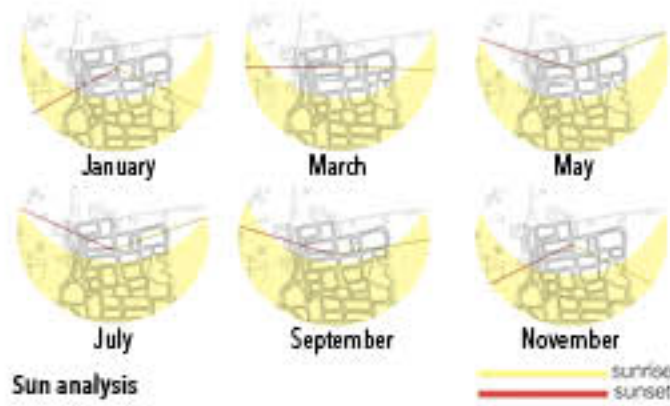 January
March
May
July
September
November
Sun analysis
sunrise
sunset